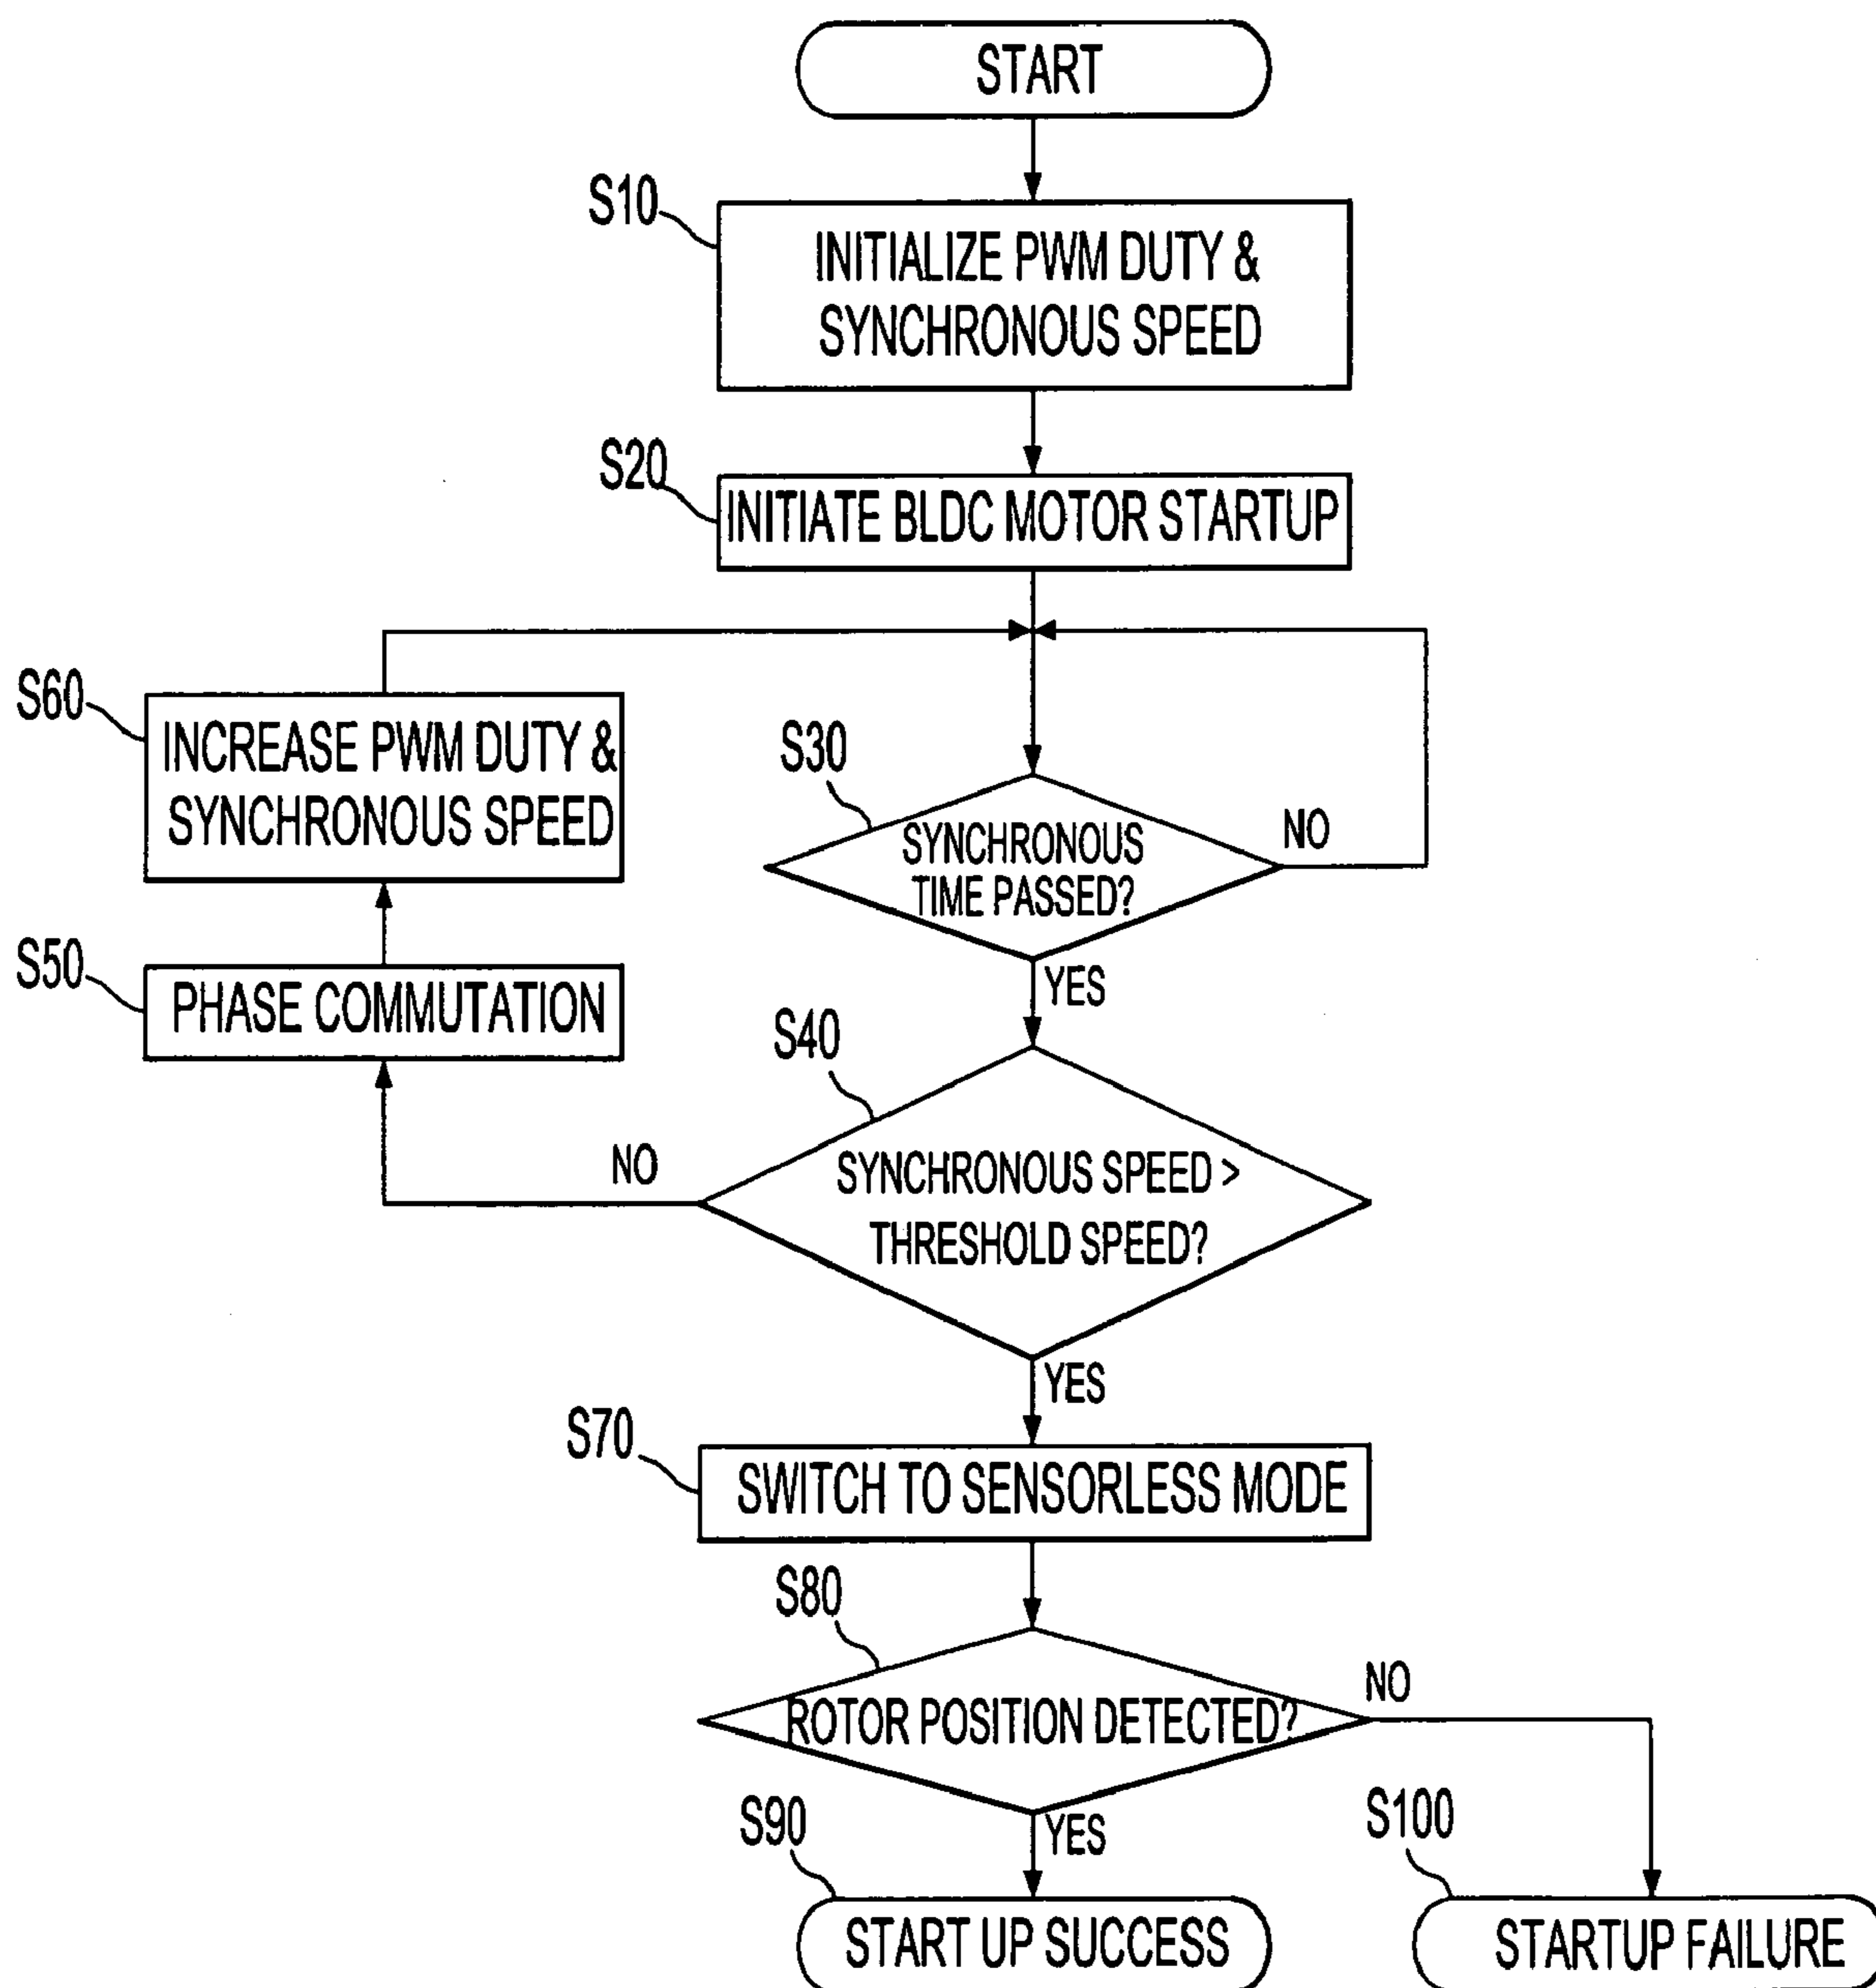 START
S10
INITIALIZE PWM DUTY &
SYNCHRONOUS SPEED
S20
INITIATE BLDC MOTOR STARTUP
S60
INCREASE PWM DUTY &
SYNCHRONOUS SPEED
S30
SYNCHRONOUS
TIME PASSED?
NO
YES
S50
PHASE COMMUTATION
S40
SYNCHRONOUS SPEED >
THRESHOLD SPEED?
NO
YES
S70
SWITCH TO SENSORLESS MODE
S80
ROTOR POSITION DETECTED?
NO
YES
S90
START UP SUCCESS
S100
STARTUP FAILURE